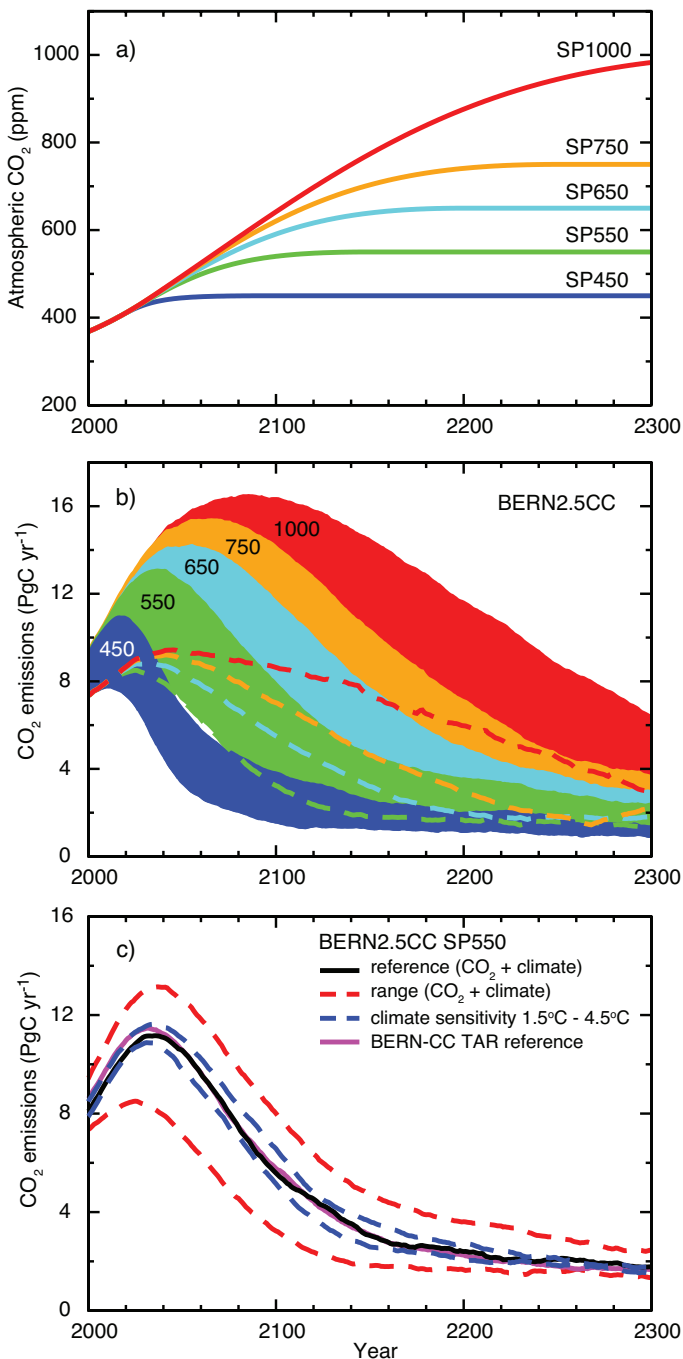 a)
SP1000
SP750
SP650
SP550
SP450
Atmospheric CO2 (ppm)
1000
800
600
400
200
2000
2100
2200
2300
b)
BERN2.5CC
1000
750
650
550
450
CO2 emissions (PgC yr-1)
16
12
8
4
0
2000
2100
2200
2300
c)
BERN2.5CC SP550
reference (CO2 + climate)
range (CO2 + climate)
climate sensitivity 1.5ºC - 4.5ºC
BERN-CC TAR reference
CO2 emissions (PgC yr-1)
16
12
8
4
0
2000
2100
2200
2300
Year